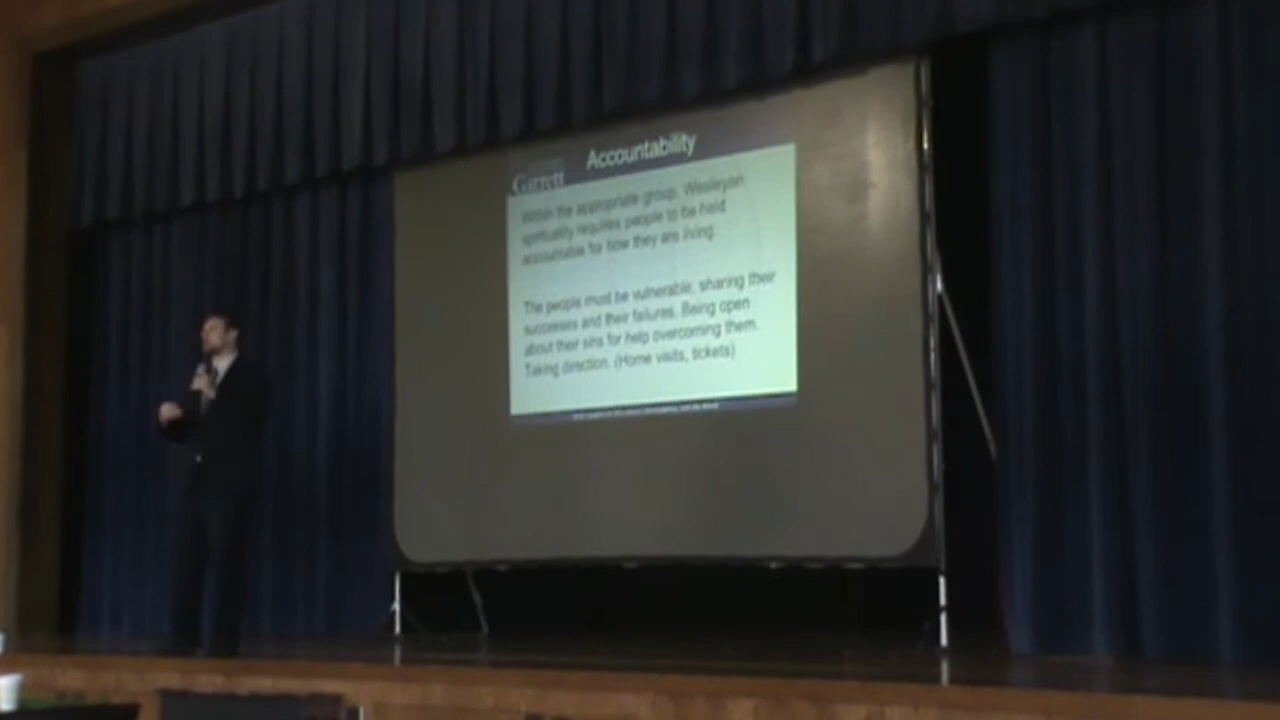 Accountability
Garrett
Within the appropriate group, Wesleyan
spirituality requires people to be held
accountable for how they are living.
The people must be vulnerable, sharing their
successes and their failures. Being open
about their sins for help overcoming them.
Taking direction. (Home visits, tickets)